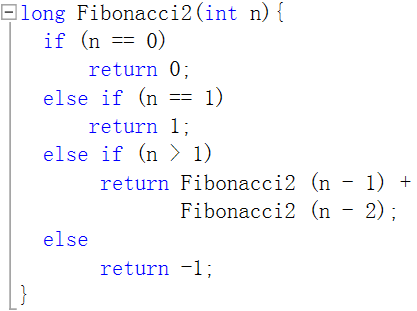 long Fibonacci2(int n){
if (n == 0)
return 0;
else if (n == 1)
return 1;
else if (n > 1)
return Fibonacci2 (n - 1) +
Fibonacci2 (n - 2);
else
return -1;
}